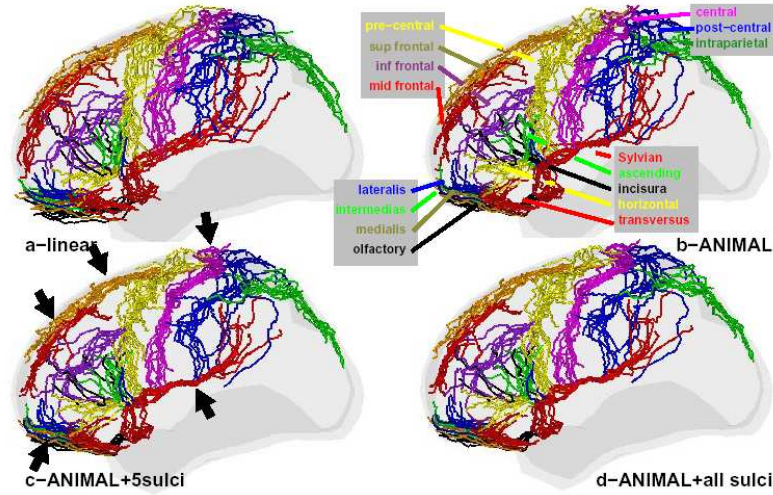 pre-central
sup frontal
inf frontal
mid frontal
central
post-central
intraparietal
Sylvian
ascending
incisura
horizontal
transversus
lateralis
intermedias
medialis
olfactory
a-linear
b-ANIMAL
c-ANIMAL+5sulci
d-ANIMAL+all sulci